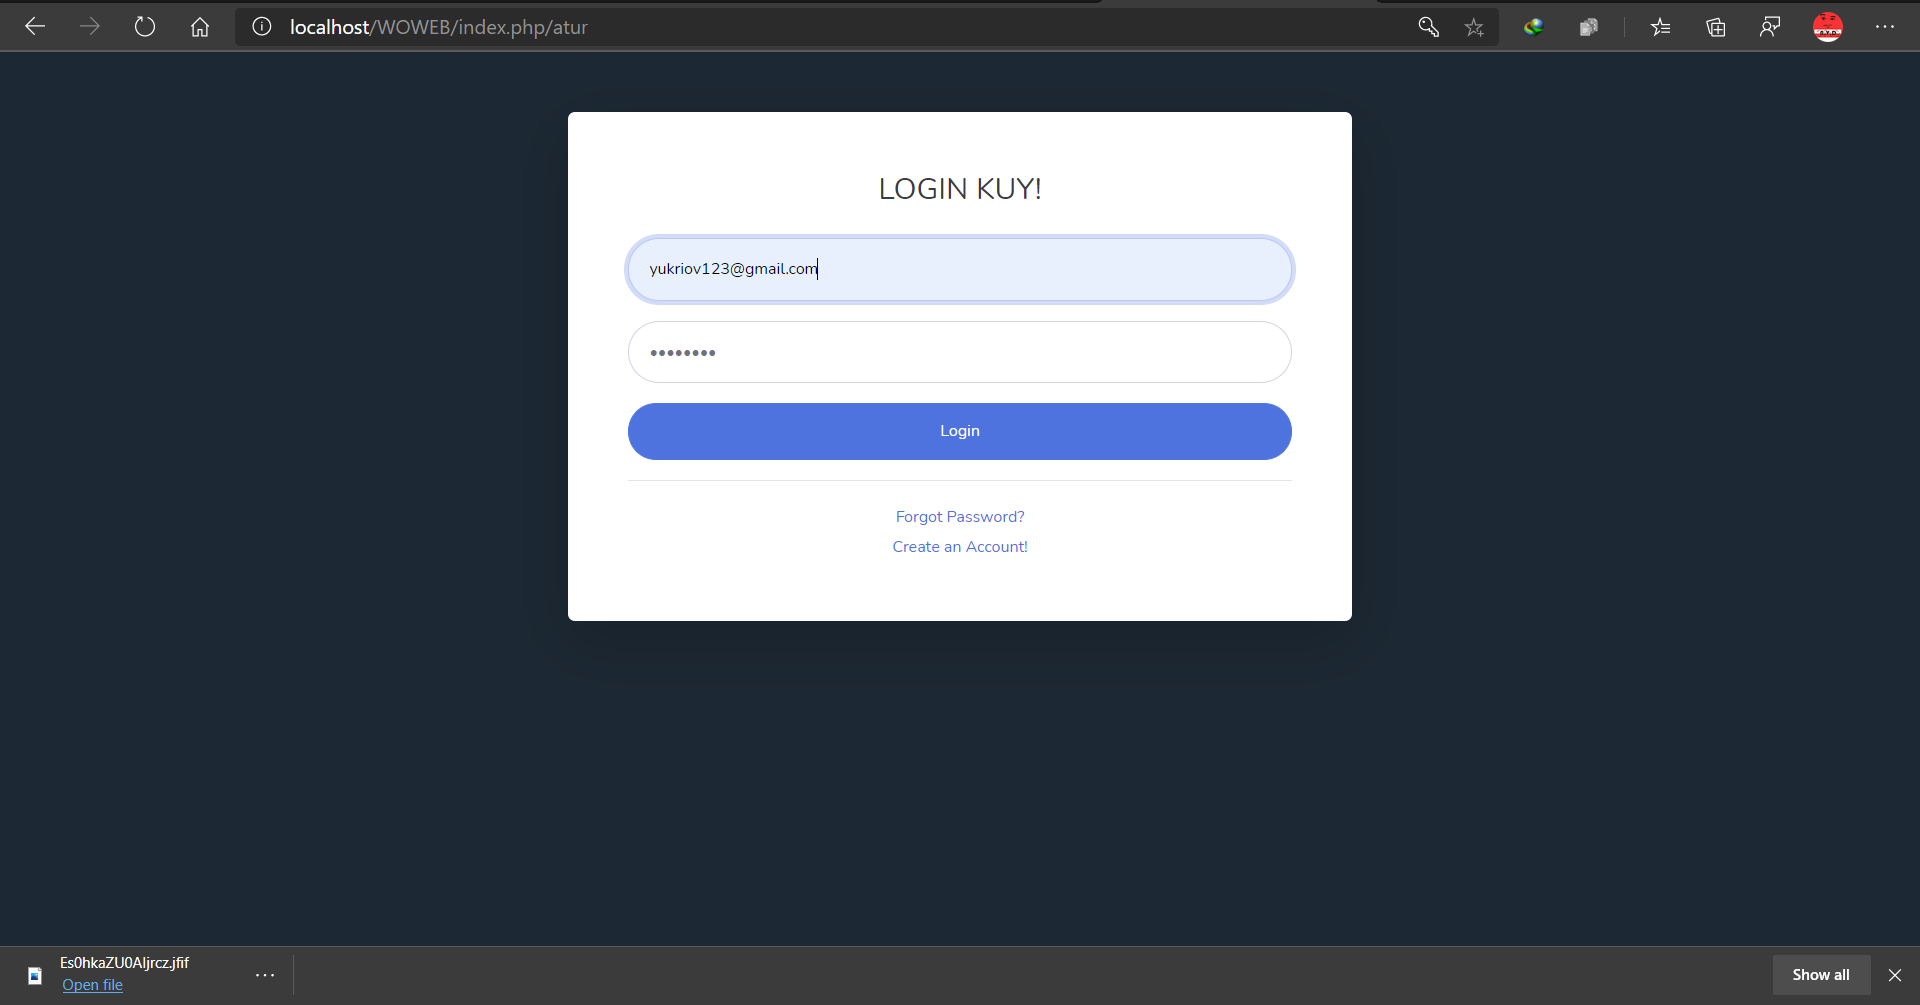 localhost/WOWEB/index.php/atur
LOGIN KUY!
yukriov123@gmail.com
••••••••
Login
Forgot Password?
Create an Account!
Es0hkaZU0AIjrcz.jfif
Open file
Show all